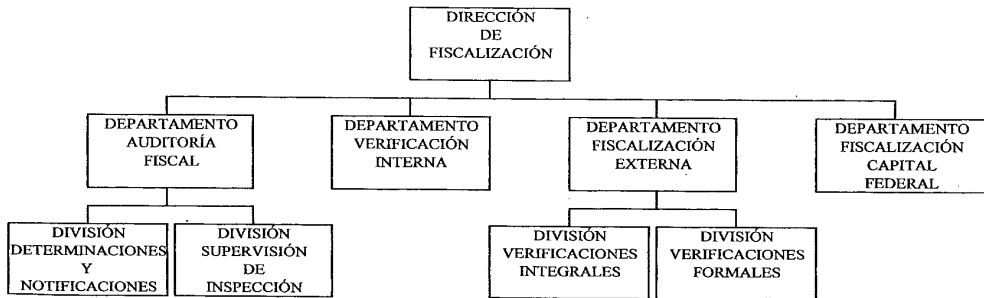 DIRECCIÓN
DE
FISCALIZACIÓN
DEPARTAMENTO
AUDITORÍA
FISCAL
DEPARTAMENTO
VERIFICACIÓN
INTERNA
DEPARTAMENTO
FISCALIZACIÓN
EXTERNA
DEPARTAMENTO
FISCALIZACIÓN
CAPITAL
FEDERAL
DIVISIÓN
DETERMINACIONES
Y
NOTIFICACIONES
DIVISIÓN
SUPERVISIÓN
DE
INSPECCIÓN
DIVISIÓN
VERIFICACIONES
INTEGRALES
DIVISIÓN
VERIFICACIONES
FORMALES